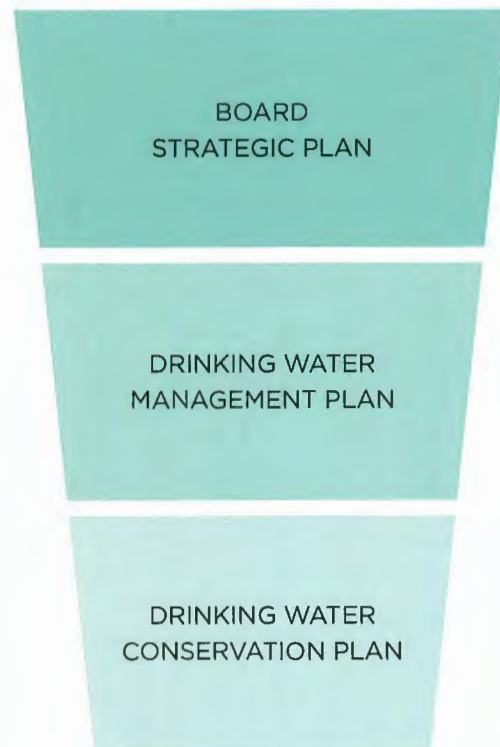 BOARD
STRATEGIC PLAN
DRINKING WATER
MANAGEMENT PLAN
DRINKING WATER
CONSERVATION PLAN